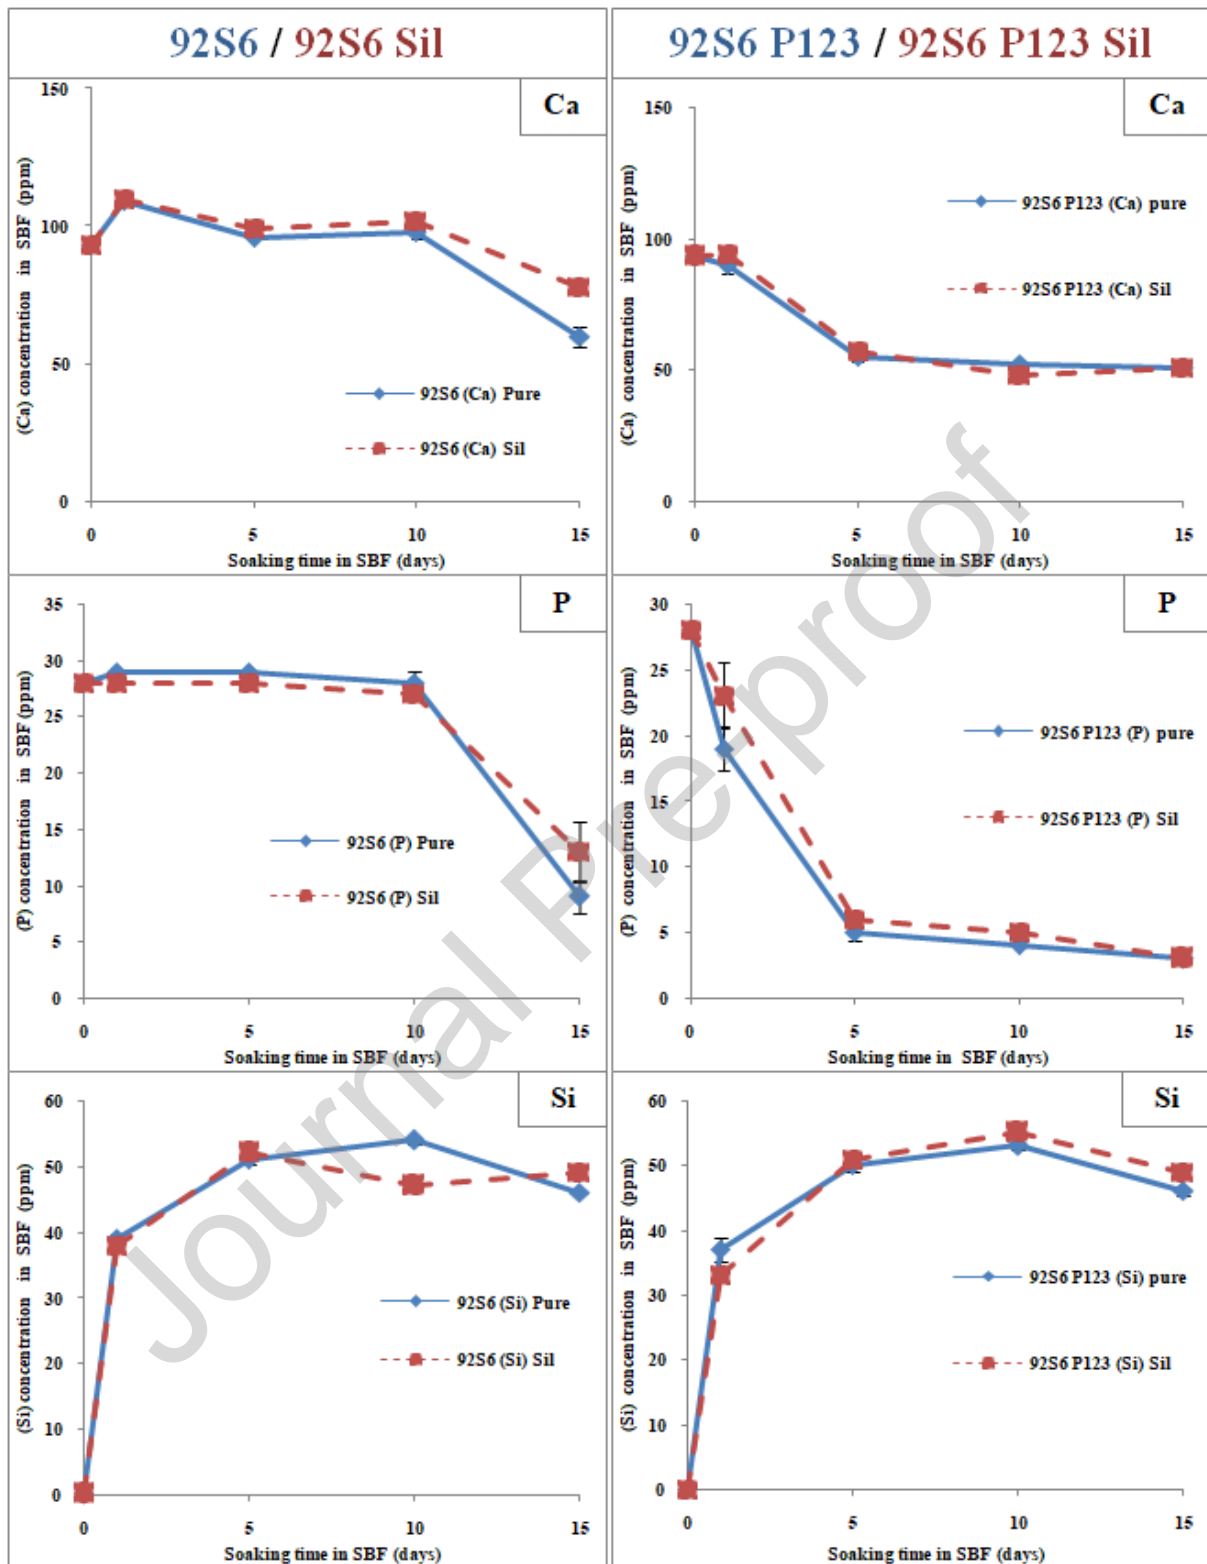 92S6 / 92S6 Sil
92S6 P123 / 92S6 P123 Sil
Ca
(Ca) concentration in SBF (ppm)
150
100
50
0
92S6 (Ca) Pure
92S6 (Ca) Sil
0 5 10 15
Soaking time in SBF (days)
Ca
(Ca) concentration in SBF (ppm)
150
100
50
0
92S6 P123 (Ca) pure
92S6 P123 (Ca) Sil
0 5 10 15
Soaking time in SBF (days)
P
(P) concentration in SBF (ppm)
35
30
25
20
15
10
5
0
92S6 (P) Pure
92S6 (P) Sil
0 5 10 15
Soaking time in SBF (days)
P
(P) concentration in SBF (ppm)
30
25
20
15
10
5
0
92S6 P123 (P) pure
92S6 P123 (P) Sil
0 5 10 15
Soaking time in SBF (days)
Si
(Si) concentration in SBF (ppm)
60
50
40
30
20
10
0
92S6 (Si) Pure
92S6 (Si) Sil
0 5 10 15
Soaking time in SBF (days)
Si
(Si) concentration in SBF (ppm)
60
50
40
30
20
10
0
92S6 P123 (Si) pure
92S6 P123 (Si) Sil
0 5 10 15
Soaking time in SBF (days)
Journal Pre-proof